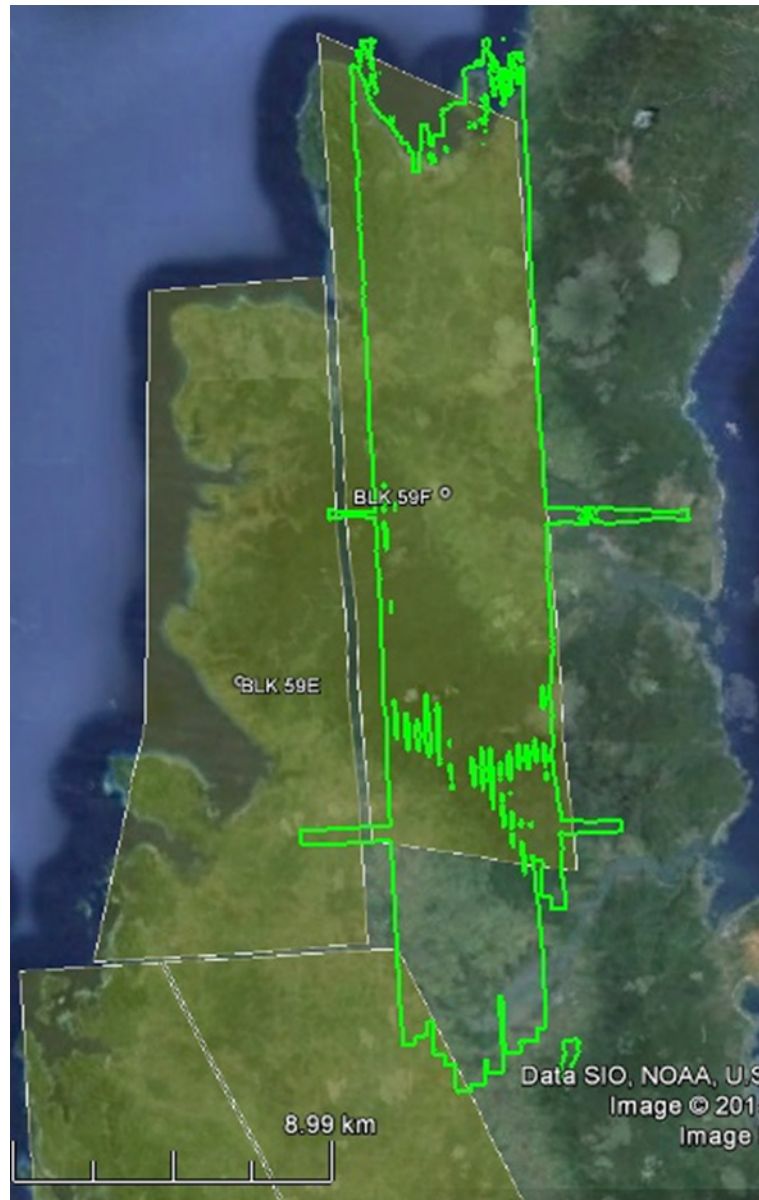 BLK 59F
BLK 59E
8.99 km
Data SIO, NOAA, U.S
Image © 201
Image